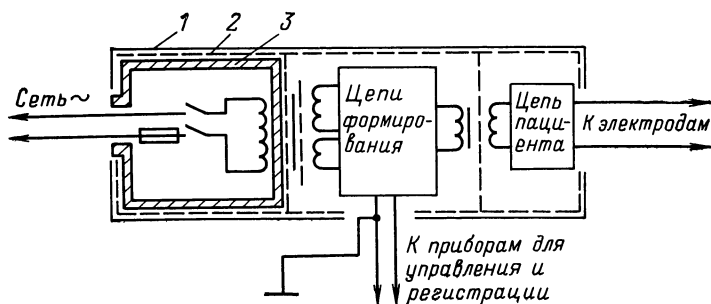 1 2 3
Сеть~
Цепи
формиро-
вания
Цепь
паци-
ента
К электродам
К приборам для
управления и
регистрации